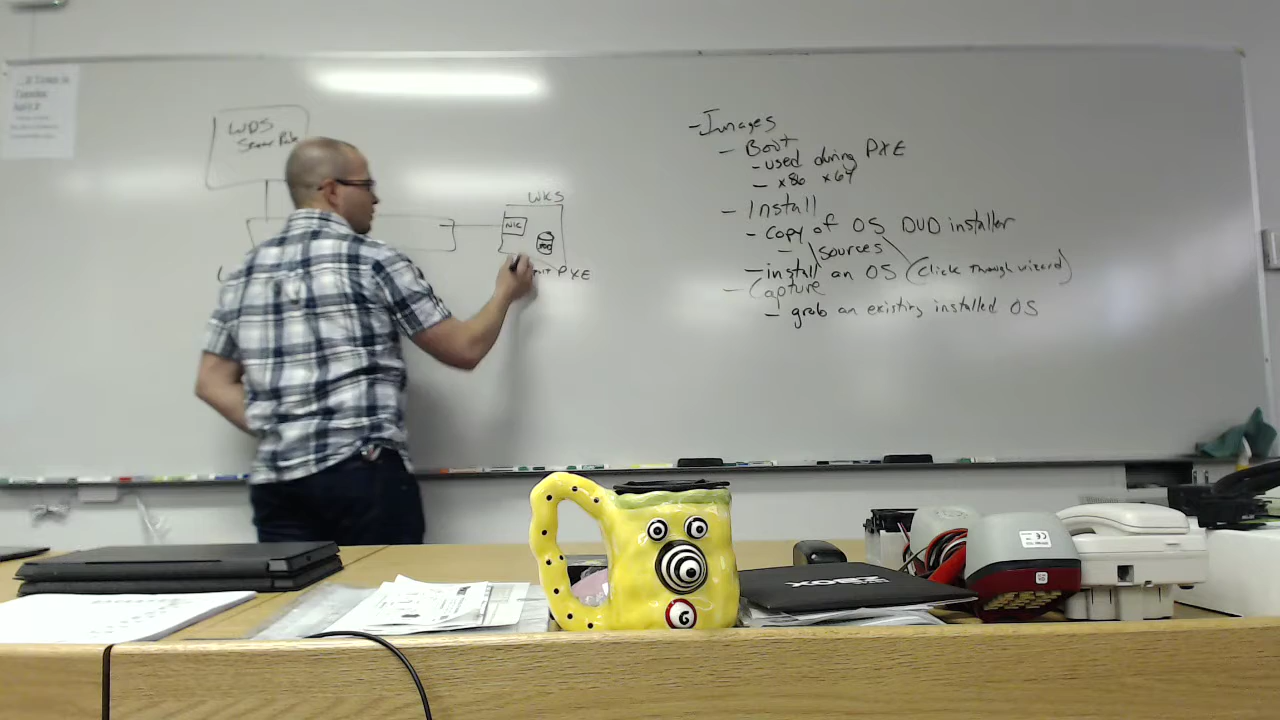 WDS
Server Role
WKS
NIC
PXE
- Images
- Boot
- used during PXE
- x86 x64
- Install
- Copy of OS DVD installer
- \sources
- install an OS (click through wizard)
- Capture
- grab an existing installed OS
XBOX